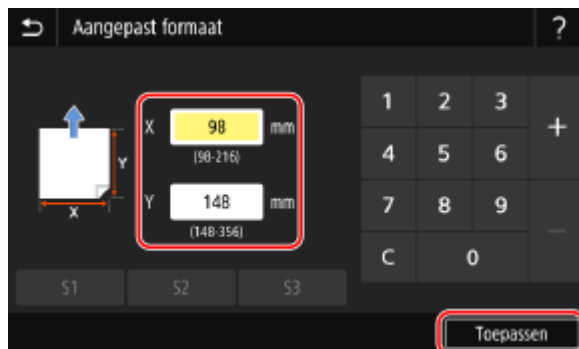 Aangepast formaat ?
X 98 mm
(98-216)
Y 148 mm
(148-356)
Y
X
1 2 3 +
4 5 6
7 8 9 —
C 0
S1 S2 S3
Toepassen